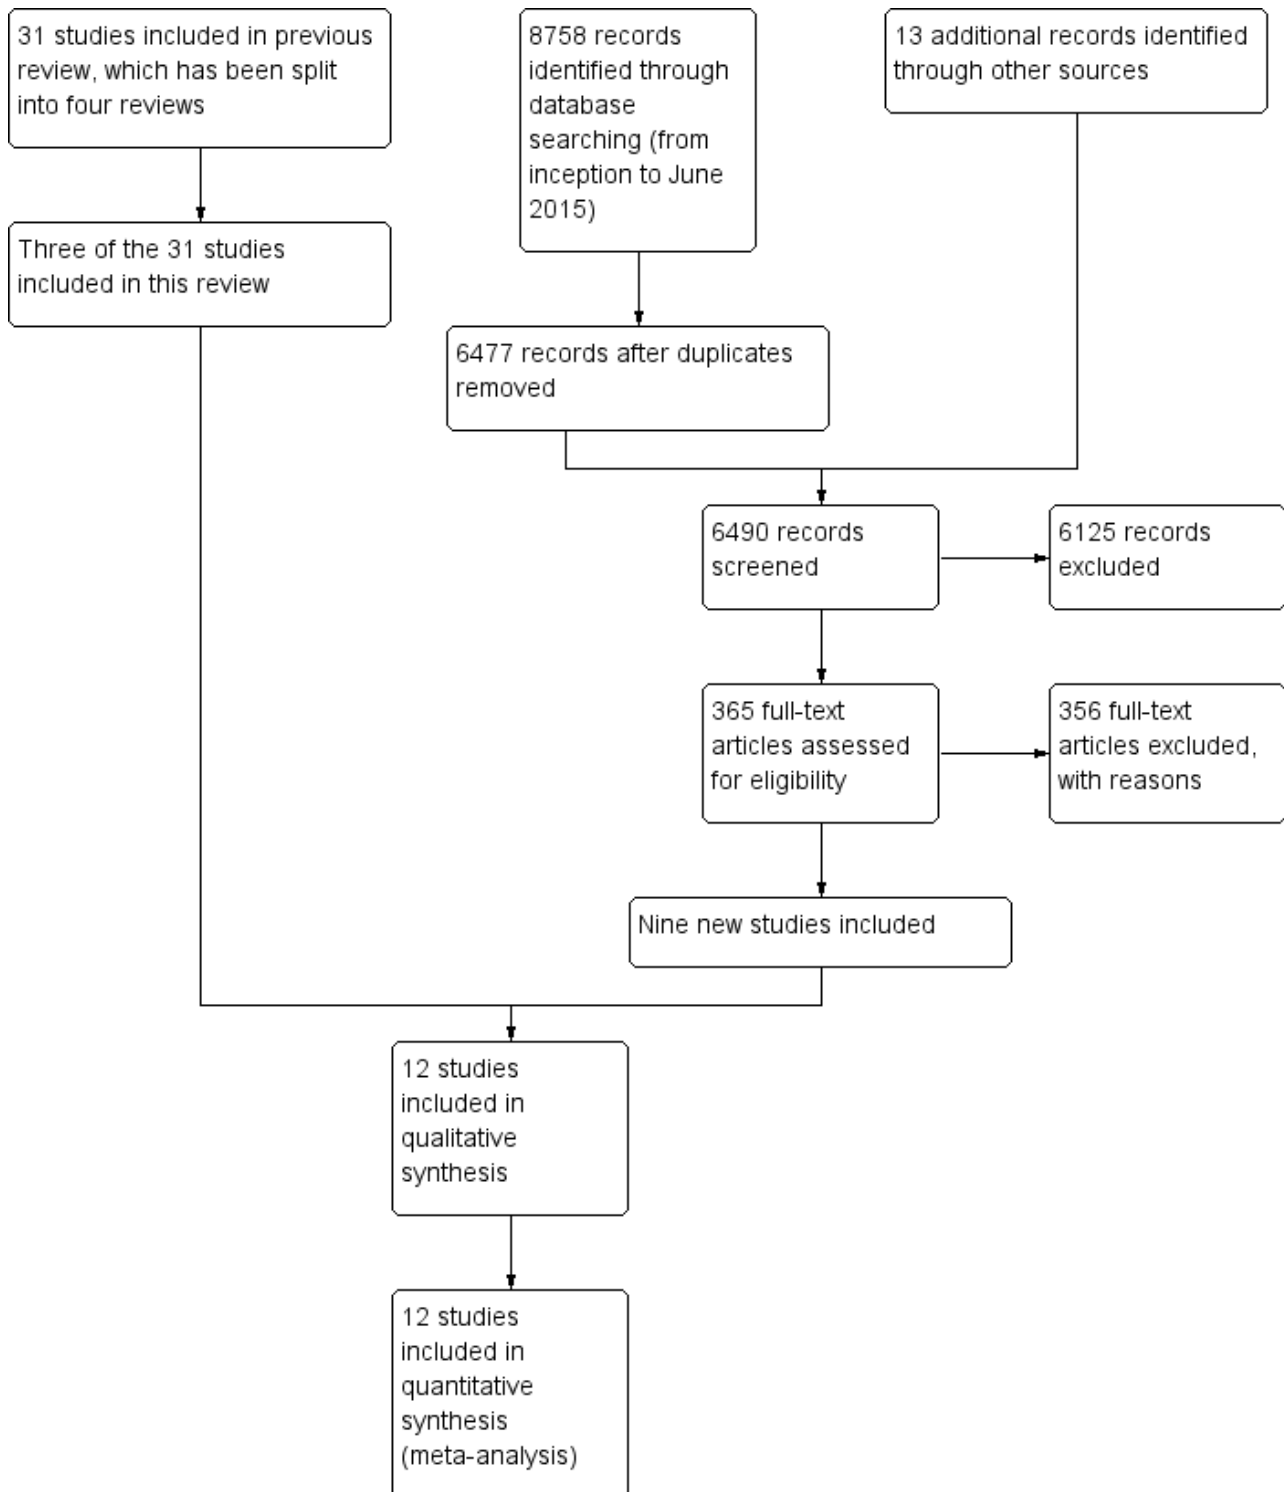 31 studies included in previous
review, which has been split
into four reviews
8758 records
identified through
database
searching (from
inception to June
2015)
13 additional records identified
through other sources
Three of the 31 studies
included in this review
6477 records after duplicates
removed
6490 records
screened
6125 records
excluded
365 full-text
articles assessed
for eligibility
356 full-text
articles excluded,
with reasons
Nine new studies included
12 studies
included in
qualitative
synthesis
12 studies
included in
quantitative
synthesis
(meta-analysis)